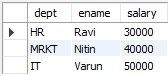 dept ename salary
HR Ravi 30000
MRKT Nitin 40000
IT Varun 50000